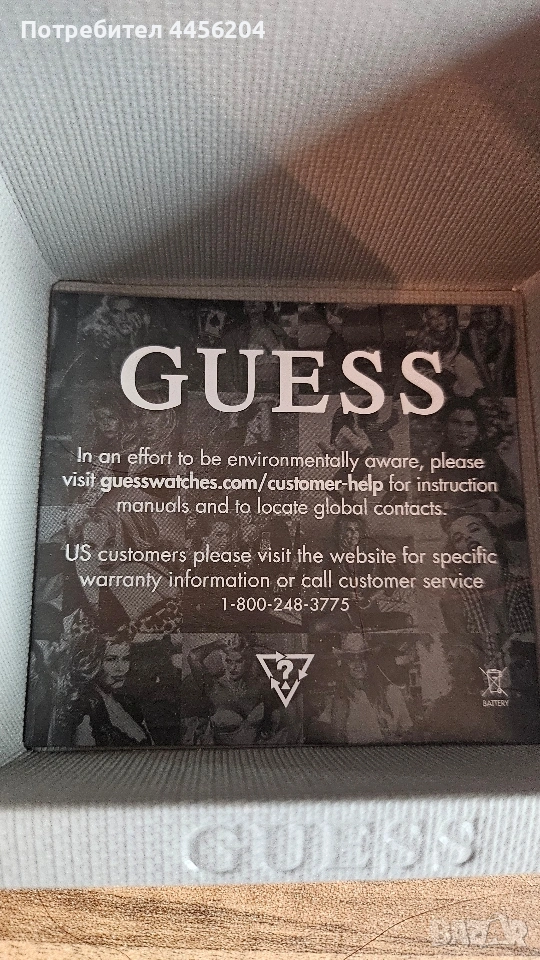 Потребител 4456204
GUESS
In an effort to be environmentally aware, please
visit guesswatches.com/customer-help for instruction
manuals and to locate global contacts.
US customers please visit the website for specific
warranty information or call customer service
1-800-248-3775
?
BATTERY
GUESS
BAZAR